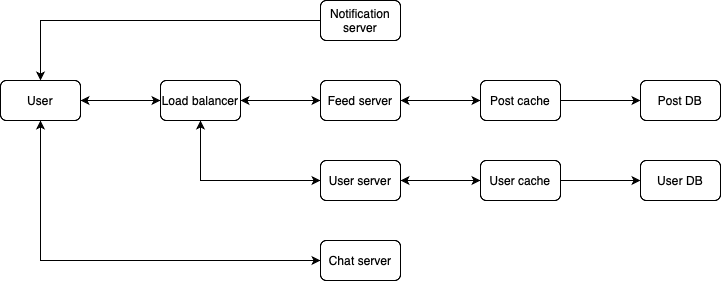 Notification
server
User
Load balancer
Feed server
Post cache
Post DB
User server
User cache
User DB
Chat server